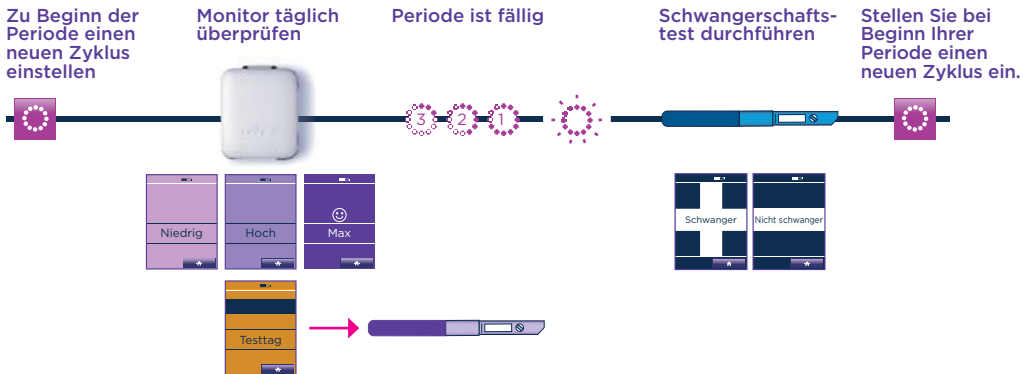 Zu Beginn der
Periode einen
neuen Zyklus
einstellen
Monitor täglich
überprüfen
Periode ist fällig
Schwangerschafts-
test durchführen
Stellen Sie bei
Beginn Ihrer
Periode einen
neuen Zyklus ein.
3 2 1
Niedrig
Hoch
Max
Schwanger
Nicht schwanger
Testtag